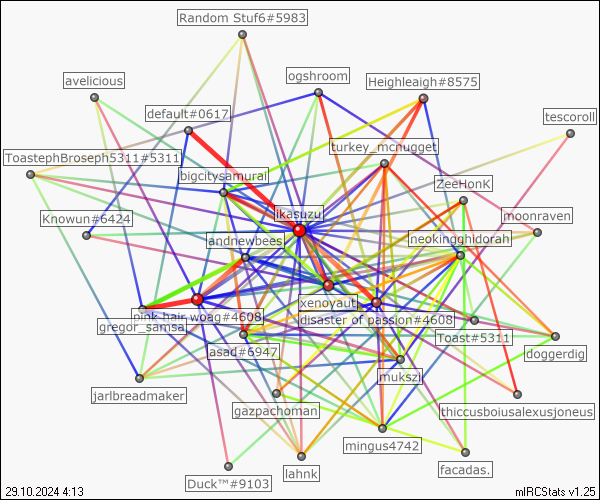 Random Stuf6#5983
ogshroom
avelicious
Heighleaigh#8575
default#0617
tescoroll
turkey_mcnugget
ToastephBroseph5311#5311
bigcitysamurai
ZeeHonK
ikasuzu
moonraven
Knowun#6424
andnewbees
neokingghidorah
xenoyaut
pink hair woag#4608
disaster of passion#4608
gregor_samsa.
Toast#5311
asad#6947
doggerdig
mukszi
jarlbreadmaker
gazpachoman
thiccusboiusalexusjoneus
mingus4742
lahnk
facadas.
Duck™#9103
29.10.2024 4:13
mIRCStats v1.25